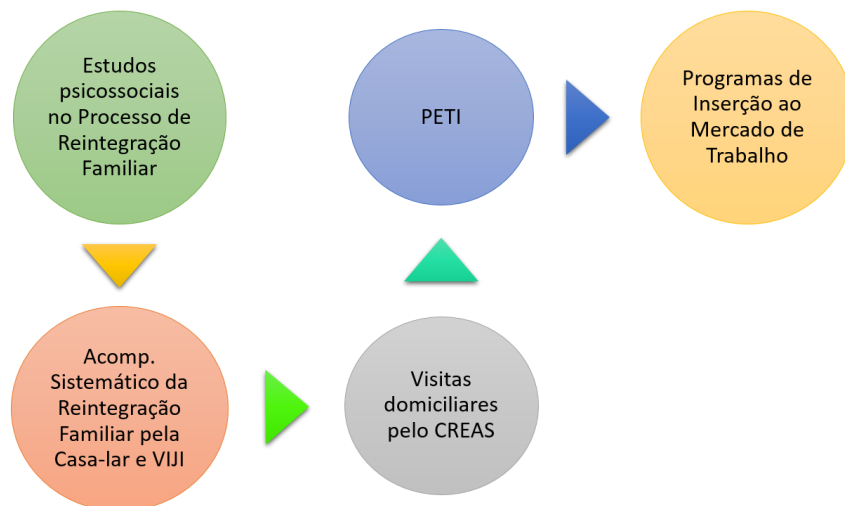 Estudos
psicossociais
no Processo de
Reintegração
Familiar
Acomp.
Sistemático da
Reintegração
Familiar pela
Casa-lar e VIJI
Visitas
domiciliares
pelo CREAS
PETI
Programas de
Inserção ao
Mercado de
Trabalho